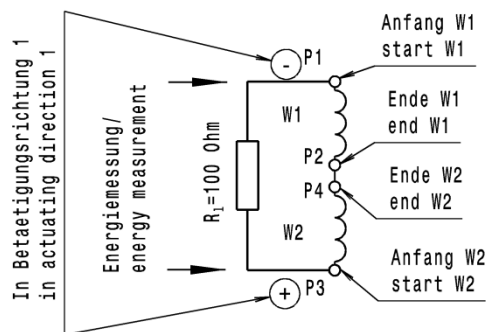 In Betaetigungsrichtung 1
in actuating direction 1
Energiemessung/
energy measurement
- P1
W1
P2
P4
R₁=100 Ohm
W2
+ P3
Anfang W1
start W1
Ende W1
end W1
Ende W2
end W2
Anfang W2
start W2